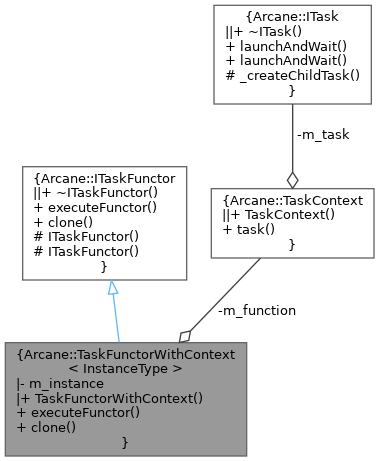 {Arcane::ITask
||+ ~ITask()
+ launchAndWait()
+ launchAndWait()
# _createChildTask()
}
-m_task
{Arcane::ITaskFunctor
||+ ~ITaskFunctor()
+ executeFunctor()
+ clone()
# ITaskFunctor()
# ITaskFunctor()
}
{Arcane::TaskContext
||+ TaskContext()
+ task()
}
-m_function
{Arcane::TaskFunctorWithContext
< InstanceType >
|- m_instance
|+ TaskFunctorWithContext()
+ executeFunctor()
+ clone()
}